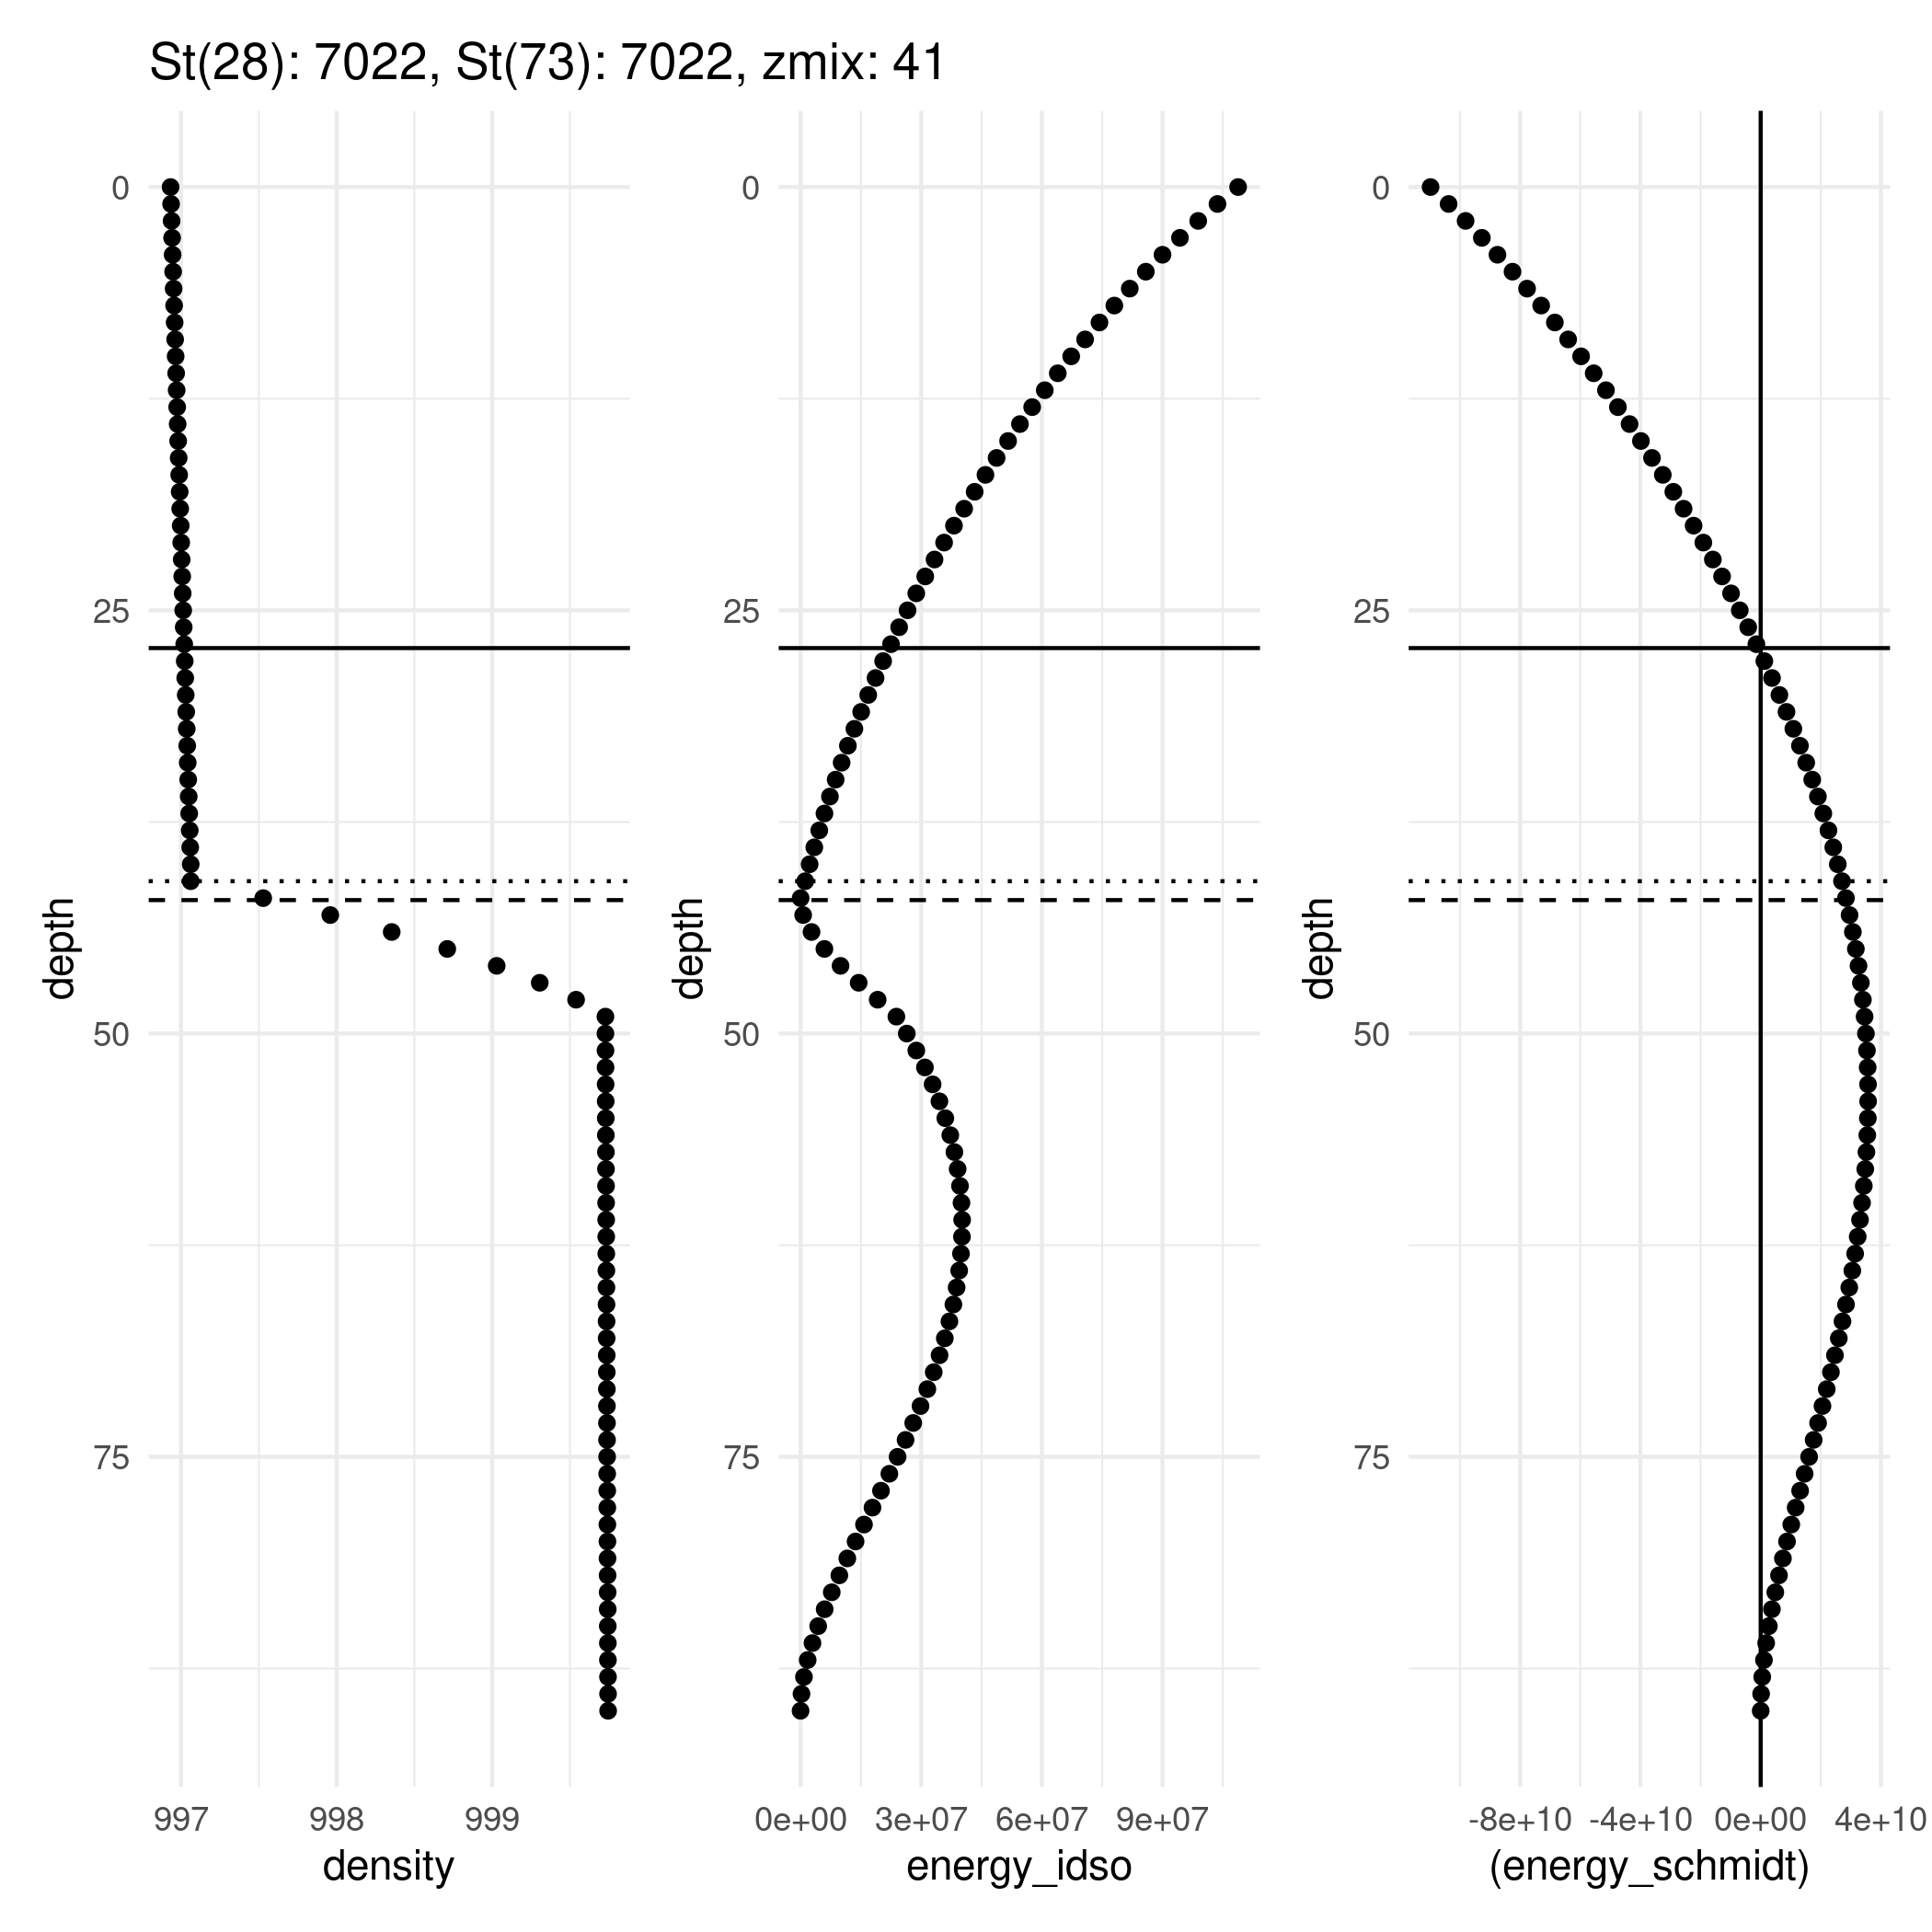 St(28): 7022, St(73): 7022, zmix: 41
0
25
50
75
depth
997 998 999
density
0
25
50
75
depth
0e+00 3e+07 6e+07 9e+07
energy_idso
0
25
50
75
depth
-8e+10 -4e+10 0e+00 4e+10
(energy_schmidt)